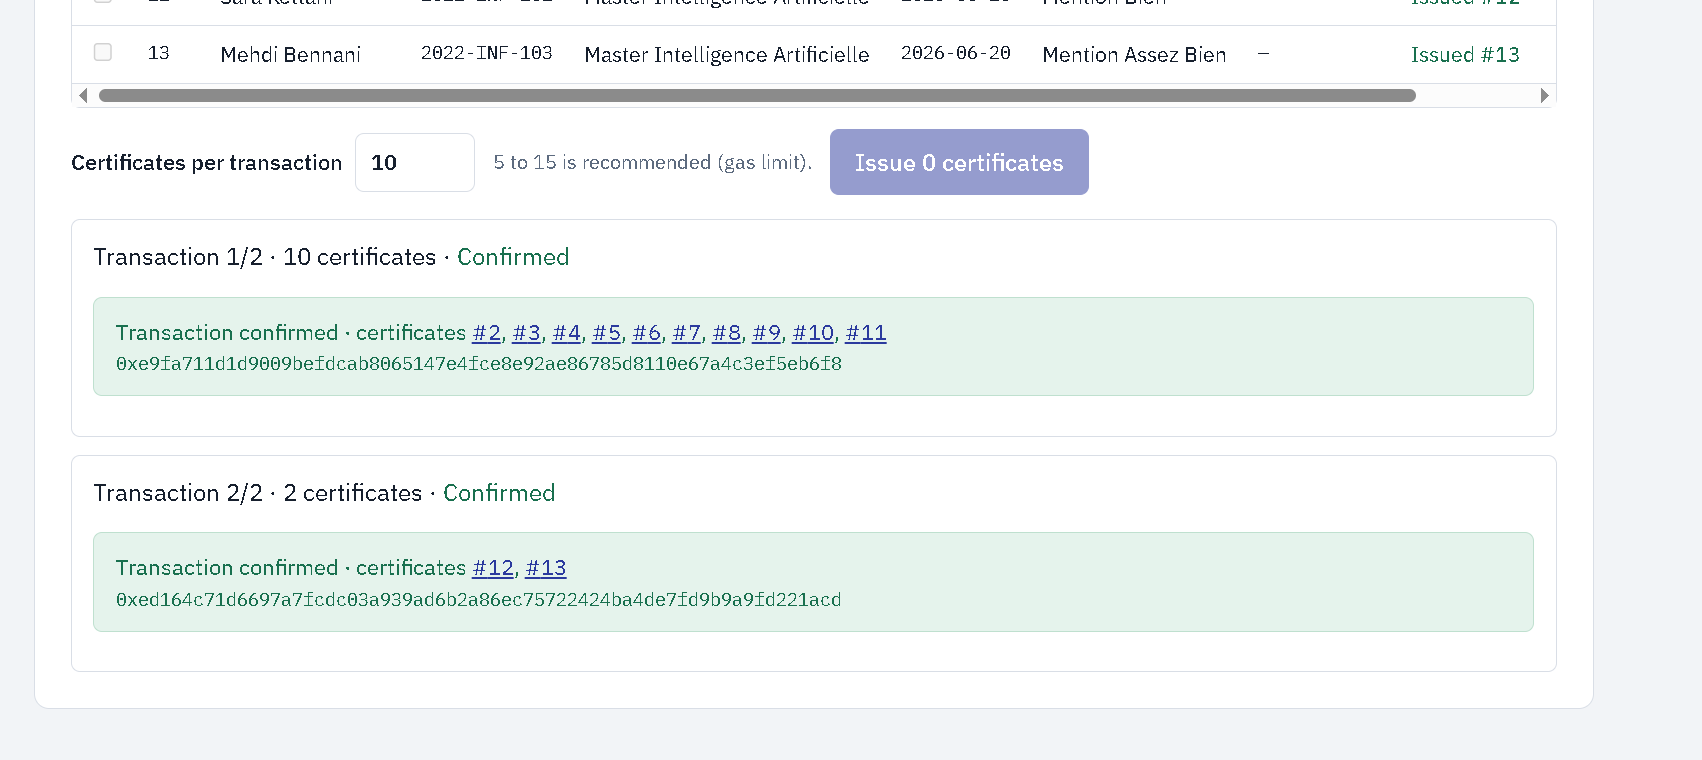 Issued #12
13 Mehdi Bennani 2022-INF-103 Master Intelligence Artificielle 2026-06-20 Mention Assez Bien — Issued #13
Certificates per transaction 10 5 to 15 is recommended (gas limit). Issue 0 certificates
Transaction 1/2 · 10 certificates · Confirmed
Transaction confirmed · certificates #2, #3, #4, #5, #6, #7, #8, #9, #10, #11
0xe9fa711d1d9009befdcab8065147e4fce8e92ae86785d8110e67a4c3ef5eb6f8
Transaction 2/2 · 2 certificates · Confirmed
Transaction confirmed · certificates #12, #13
0xed164c71d6697a7fcdc03a939ad6b2a86ec75722424ba4de7fd9b9a9fd221acd